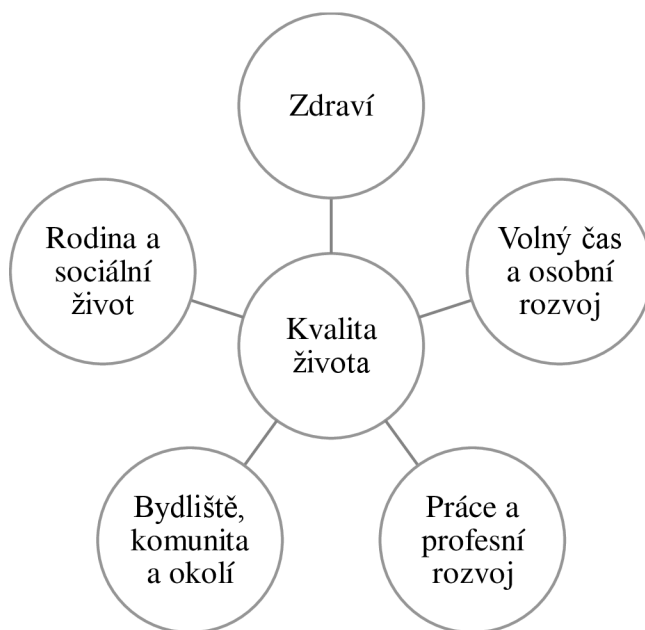 Zdraví
Rodina a
sociální
život
Volný čas
a osobní
rozvoj
Kvalita
života
Bydliště,
komunita
a okolí
Práce a
profesní
rozvoj